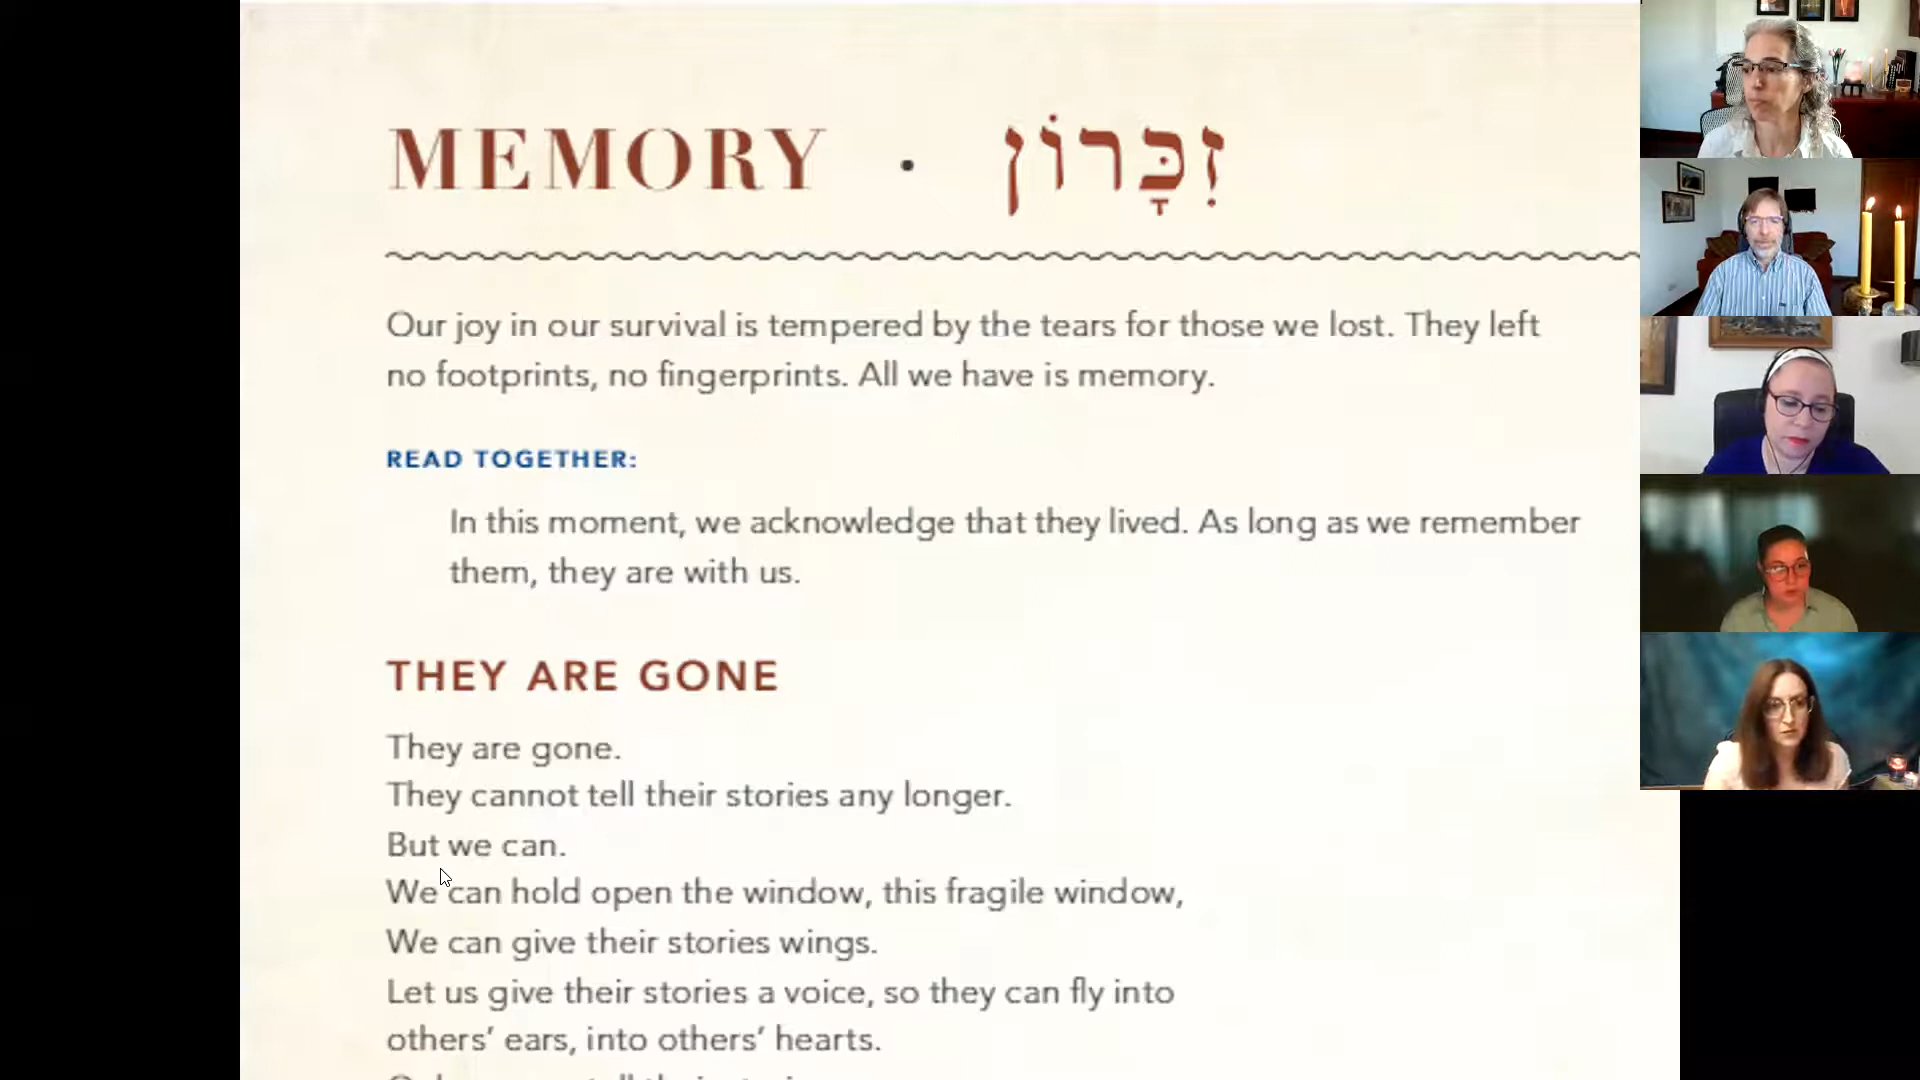 MEMORY · זִכָּרוֹן
Our joy in our survival is tempered by the tears for those we lost. They left
no footprints, no fingerprints. All we have is memory.
READ TOGETHER:
In this moment, we acknowledge that they lived. As long as we remember
them, they are with us.
THEY ARE GONE
They are gone.
They cannot tell their stories any longer.
But we can.
We can hold open the window, this fragile window,
We can give their stories wings.
Let us give their stories a voice, so they can fly into
others’ ears, into others’ hearts.